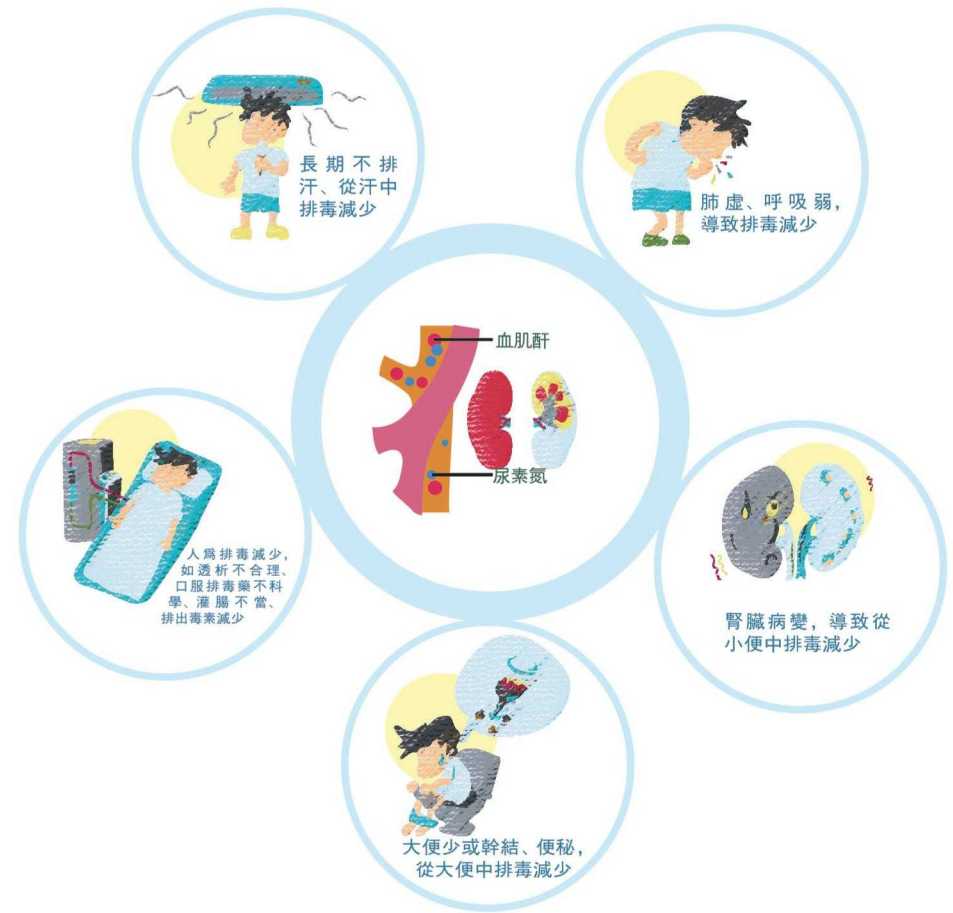 長期不排
汗、從汗中
排毒減少
肺虛、呼吸弱，
導致排毒減少
血肌酐
尿素氮
人爲排毒減少，
如透析不合理、
口服排毒藥不科
學、灌腸不當、
排出毒素減少
腎臟病變，導致從
小便中排毒減少
大便少或幹結、便秘，
從大便中排毒減少